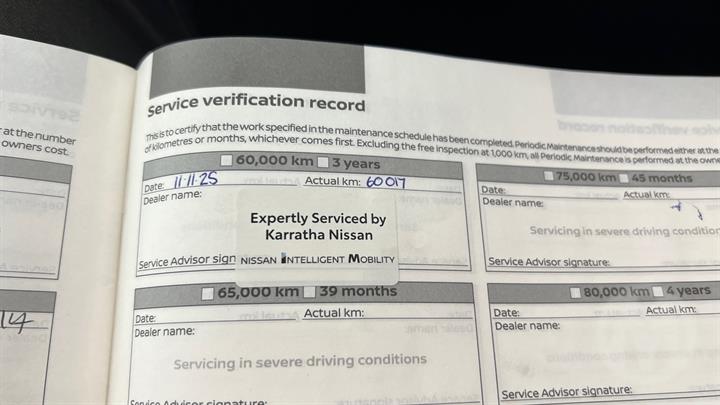 at the number
owners cost.
14
Service verification record
This is to certify that the work specified in the maintenance schedule has been completed. Periodic Maintenance should be performed either at the
of kilometres or months, whichever comes first. Excluding the free inspection at 1,000 km, all Periodic Maintenance is performed at the owne
60,000 km 3 years
Date: 11-11-25 Actual km: 60017
Dealer name:
Expertly Serviced by
Karratha Nissan
NISSAN INTELLIGENT MOBILITY
Service Advisor sign
75,000 km 45 months
Date: Actual km:
Dealer name:
Servicing in severe driving condition
Service Advisor signature:
65,000 km 39 months
Date: Actual km:
Dealer name:
Servicing in severe driving conditions
Service Advisor signature:
80,000 km 4 years
Date: Actual km:
Dealer name:
Service Advisor signature: